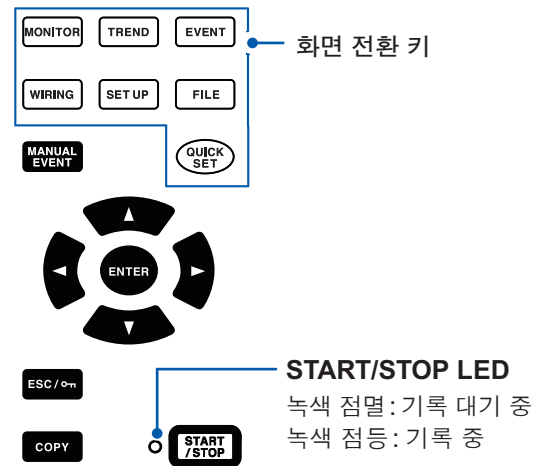 MONITOR TREND EVENT
화면 전환 키
WIRING SET UP FILE
MANUAL
EVENT
QUICK
SET
ENTER
ESC /
START/STOP LED
녹색 점멸 : 기록 대기 중
녹색 점등 : 기록 중
COPY
START
/STOP